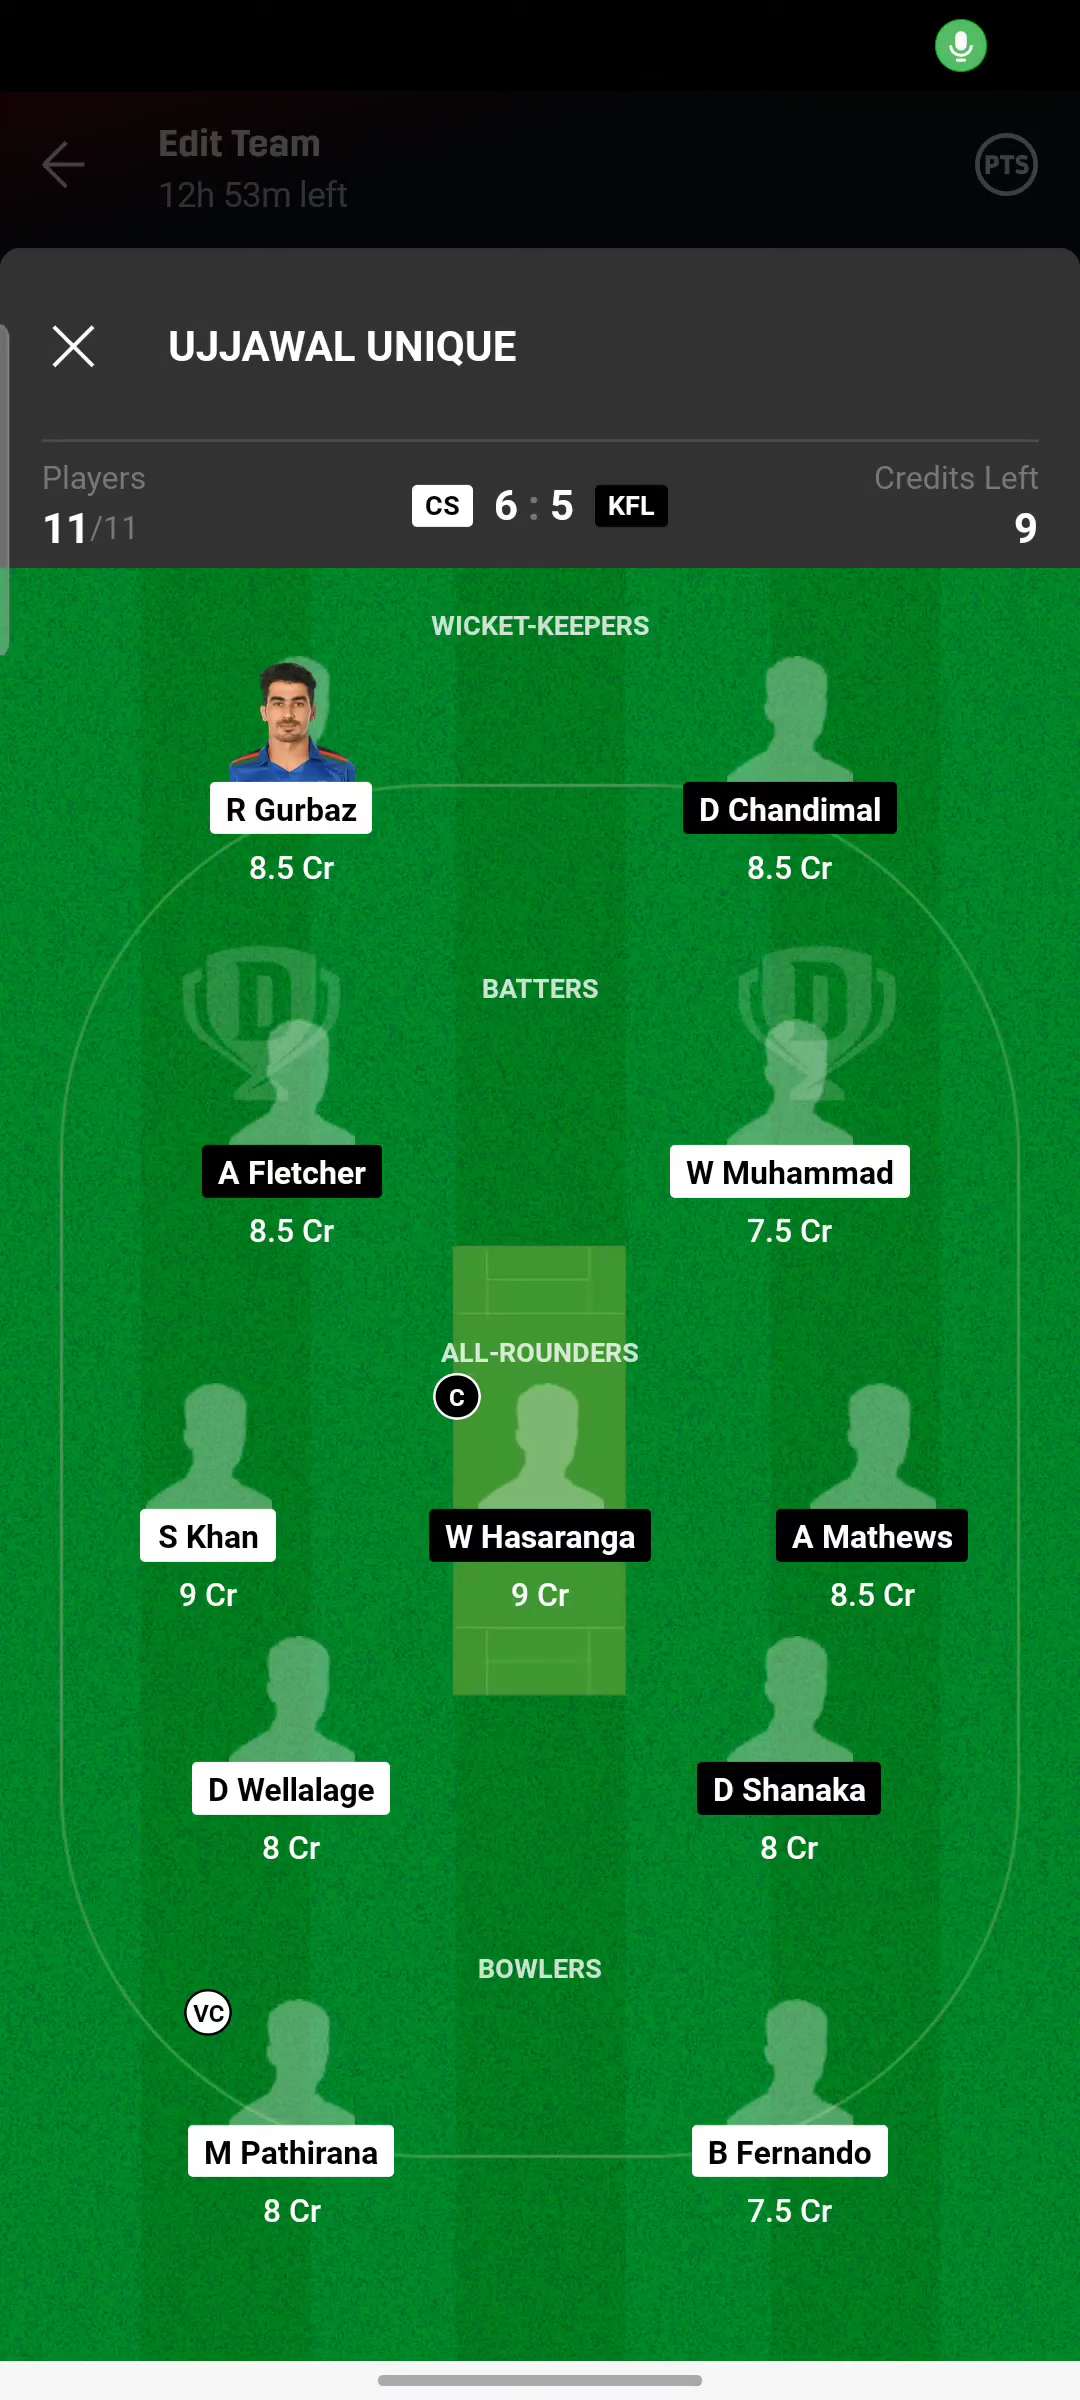 Edit Team
12h 53m left
PTS
UJJAWAL UNIQUE
Players
11/11
CS 6 : 5 KFL
Credits Left
9
WICKET-KEEPERS
R Gurbaz
8.5 Cr
D Chandimal
8.5 Cr
BATTERS
A Fletcher
8.5 Cr
W Muhammad
7.5 Cr
ALL-ROUNDERS
S Khan
9 Cr
C
W Hasaranga
9 Cr
A Mathews
8.5 Cr
D Wellalage
8 Cr
D Shanaka
8 Cr
BOWLERS
VC
M Pathirana
8 Cr
B Fernando
7.5 Cr